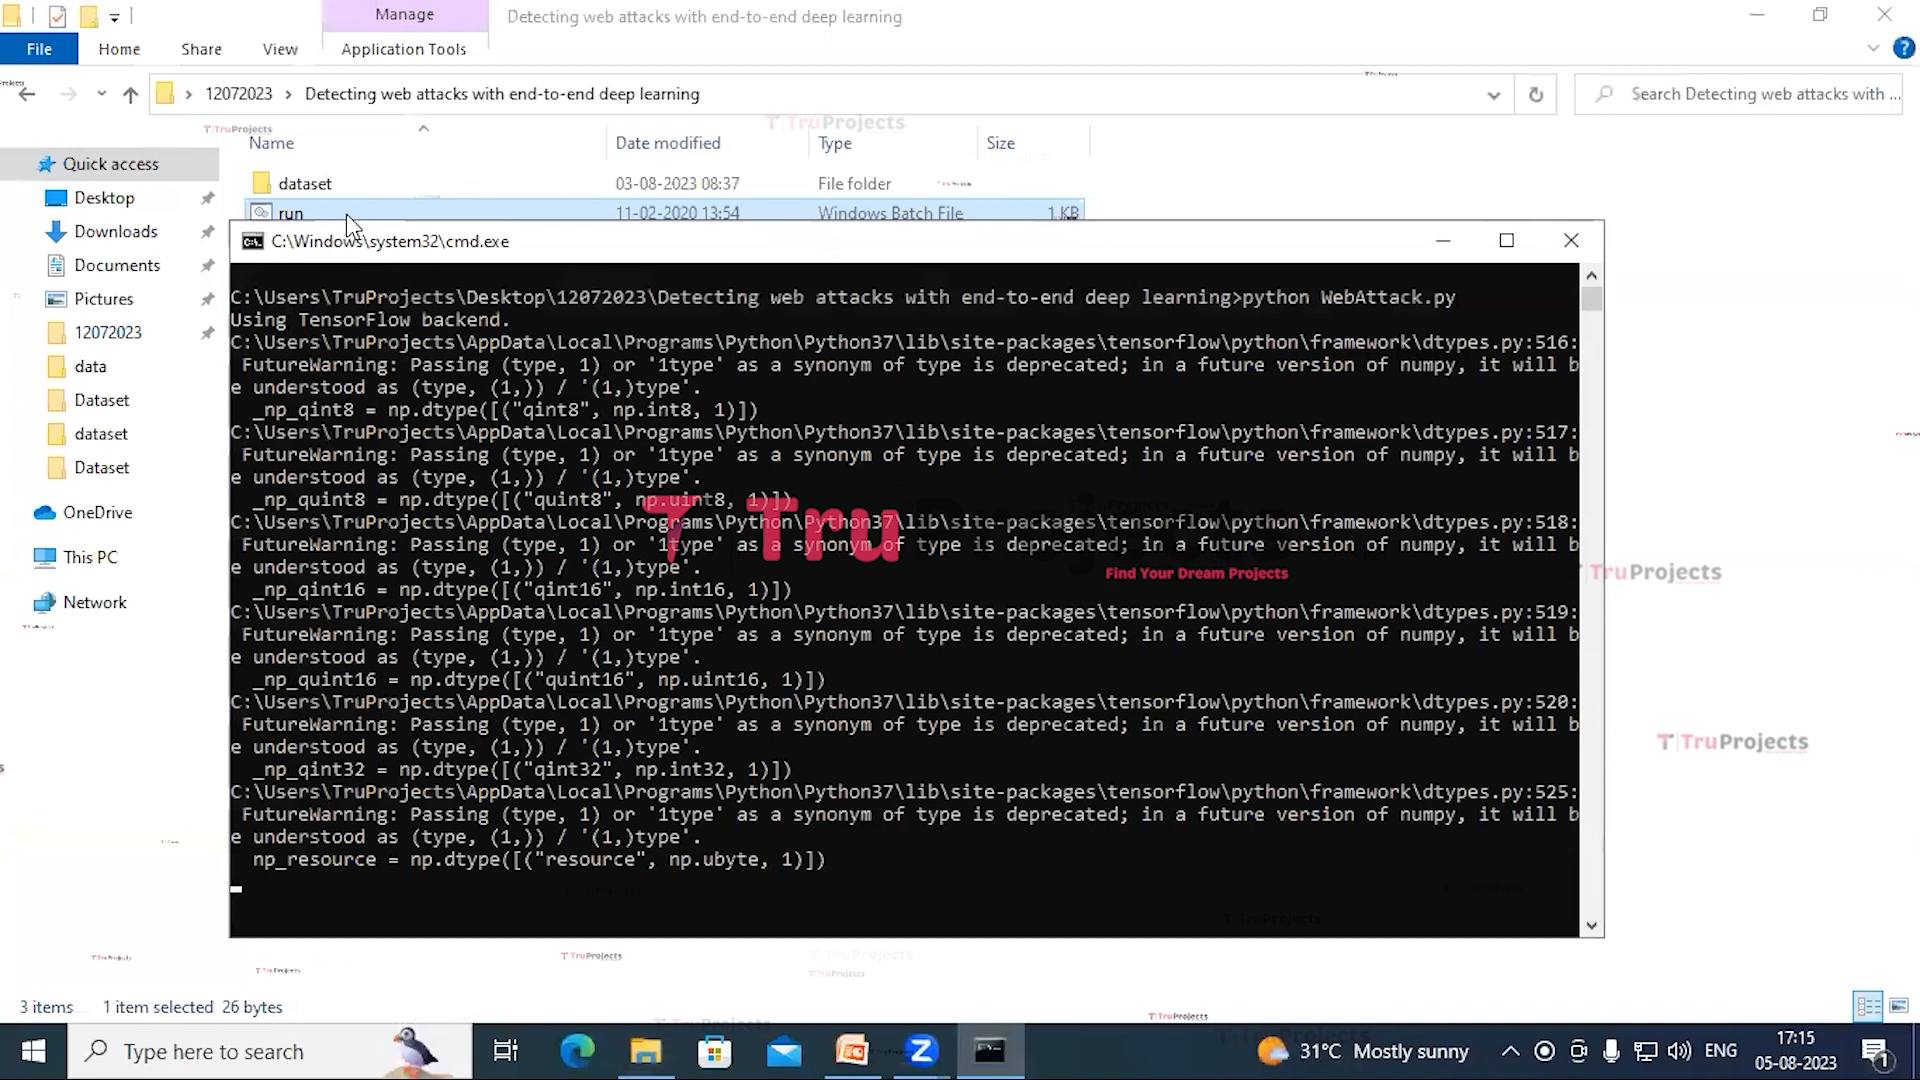 Manage
Detecting web attacks with end-to-end deep learning
File
Home
Share
View
Application Tools
12072023
Detecting web attacks with end-to-end deep learning
Search Detecting web attacks with ...
Name
Date modified
Type
Size
Quick access
Desktop
Downloads
Documents
Pictures
12072023
data
Dataset
dataset
Dataset
OneDrive
This PC
Network
dataset
03-08-2023 08:37
File folder
run
11-02-2020 13:54
Windows Batch File
1 KB
C:\Windows\system32\cmd.exe
C:\Users\TruProjects\Desktop\12072023\Detecting web attacks with end-to-end deep learning>python WebAttack.py
Using TensorFlow backend.
C:\Users\TruProjects\AppData\Local\Programs\Python\Python37\lib\site-packages\tensorflow\python\framework\dtypes.py:516:
FutureWarning: Passing (type, 1) or '1type' as a synonym of type is deprecated; in a future version of numpy, it will b
e understood as (type, (1,)) / '(1,)type'.
_np_qint8 = np.dtype([("qint8", np.int8, 1)])
C:\Users\TruProjects\AppData\Local\Programs\Python\Python37\lib\site-packages\tensorflow\python\framework\dtypes.py:517:
FutureWarning: Passing (type, 1) or '1type' as a synonym of type is deprecated; in a future version of numpy, it will b
e understood as (type, (1,)) / '(1,)type'.
_np_quint8 = np.dtype([("quint8", np.uint8, 1)])
C:\Users\TruProjects\AppData\Local\Programs\Python\Python37\lib\site-packages\tensorflow\python\framework\dtypes.py:518:
FutureWarning: Passing (type, 1) or '1type' as a synonym of type is deprecated; in a future version of numpy, it will b
e understood as (type, (1,)) / '(1,)type'.
_np_qint16 = np.dtype([("qint16", np.int16, 1)])
C:\Users\TruProjects\AppData\Local\Programs\Python\Python37\lib\site-packages\tensorflow\python\framework\dtypes.py:519:
FutureWarning: Passing (type, 1) or '1type' as a synonym of type is deprecated; in a future version of numpy, it will b
e understood as (type, (1,)) / '(1,)type'.
_np_quint16 = np.dtype([("quint16", np.uint16, 1)])
C:\Users\TruProjects\AppData\Local\Programs\Python\Python37\lib\site-packages\tensorflow\python\framework\dtypes.py:520:
FutureWarning: Passing (type, 1) or '1type' as a synonym of type is deprecated; in a future version of numpy, it will b
e understood as (type, (1,)) / '(1,)type'.
_np_qint32 = np.dtype([("qint32", np.int32, 1)])
C:\Users\TruProjects\AppData\Local\Programs\Python\Python37\lib\site-packages\tensorflow\python\framework\dtypes.py:525:
FutureWarning: Passing (type, 1) or '1type' as a synonym of type is deprecated; in a future version of numpy, it will b
e understood as (type, (1,)) / '(1,)type'.
np_resource = np.dtype([("resource", np.ubyte, 1)])
TruProjects
Find Your Dream Projects
TruProjects
TruProjects
TruProjects
TruProjects
3 items
1 item selected 26 bytes
Type here to search
31°C Mostly sunny
ENG
17:15
05-08-2023
1